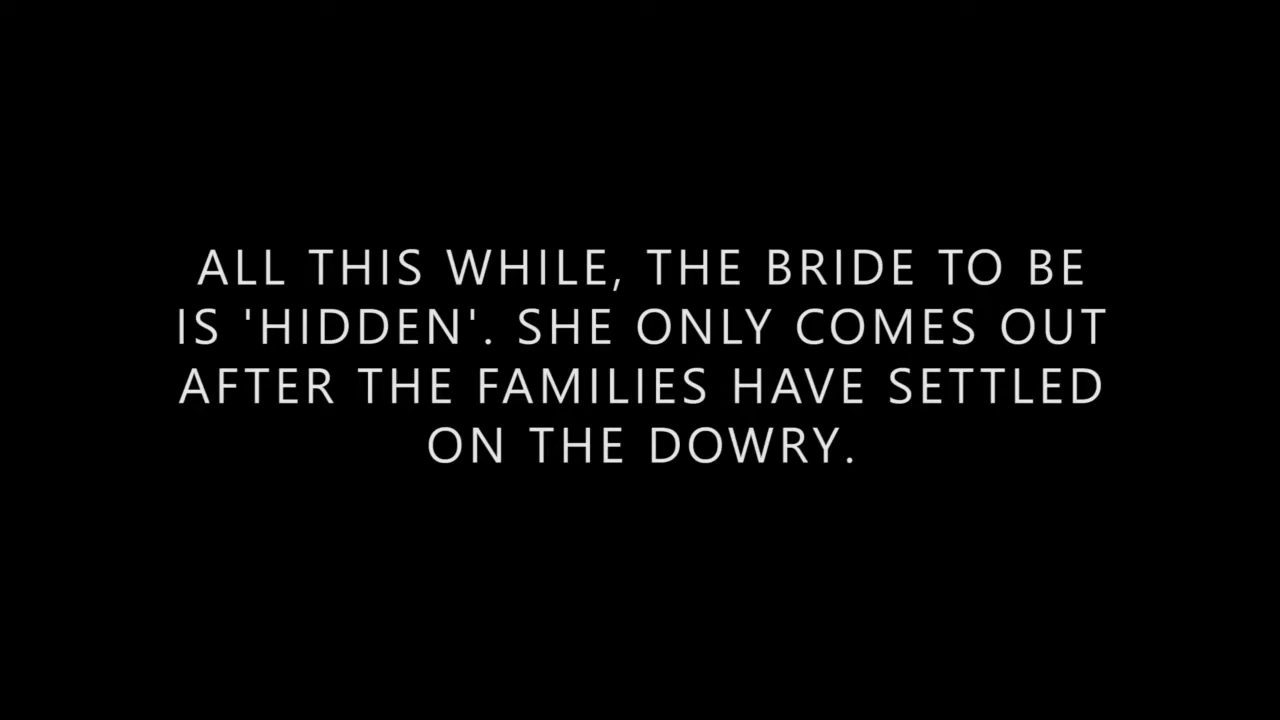 ALL THIS WHILE, THE BRIDE TO BE
IS 'HIDDEN'. SHE ONLY COMES OUT
AFTER THE FAMILIES HAVE SETTLED
ON THE DOWRY.